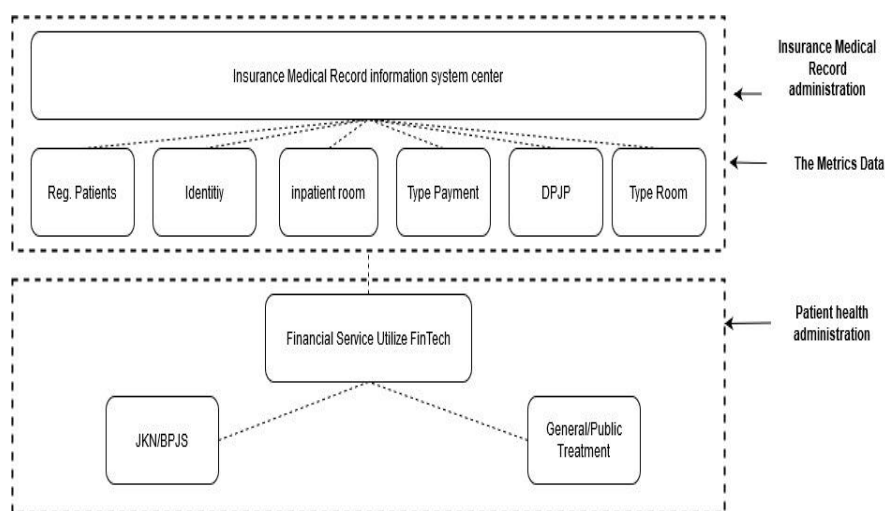 Insurance Medical
Record
administration
Insurance Medical Record information system center
The Metrics Data
Reg. Patients
Identitiy
inpatient room
Type Payment
DPJP
Type Room
Patient health
administration
Financial Service Utilize FinTech
JKN/BPJS
General/Public
Treatment